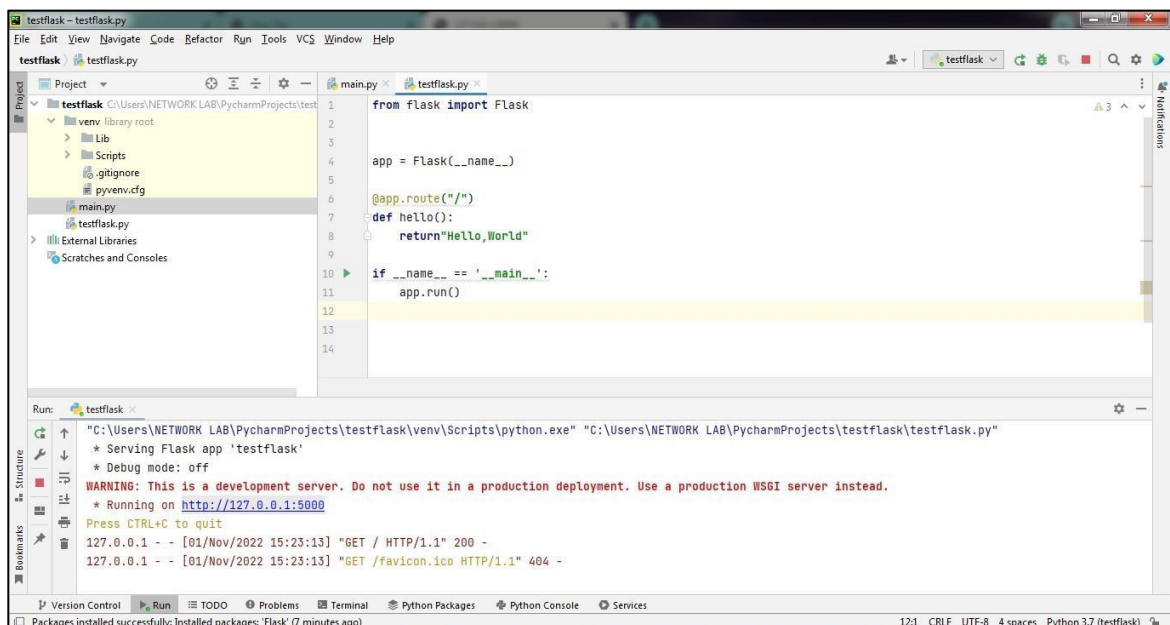 testflask – testflask.py
File Edit View Navigate Code Refactor Run Tools VCS Window Help
testflask testflask.py
testflask
Project
main.py
testflask.py
Project
Notifications
testflask C:\Users\NETWORK LAB\PycharmProjects\test
venv library root
Lib
Scripts
.gitignore
pyvenv.cfg
main.py
testflask.py
External Libraries
Scratches and Consoles
1 from flask import Flask
2
3
4 app = Flask(__name__)
5
6 @app.route("/")
7 def hello():
8 return"Hello,World"
9
10 if __name__ == '__main__':
11 app.run()
12
13
14
3
Run: testflask
"C:\Users\NETWORK LAB\PycharmProjects\testflask\venv\Scripts\python.exe" "C:\Users\NETWORK LAB\PycharmProjects\testflask\testflask.py"
* Serving Flask app 'testflask'
* Debug mode: off
WARNING: This is a development server. Do not use it in a production deployment. Use a production WSGI server instead.
* Running on http://127.0.0.1:5000
Press CTRL+C to quit
127.0.0.1 - - [01/Nov/2022 15:23:13] "GET / HTTP/1.1" 200 -
127.0.0.1 - - [01/Nov/2022 15:23:13] "GET /favicon.ico HTTP/1.1" 404 -
Structure
Bookmarks
Version Control Run TODO Problems Terminal Python Packages Python Console Services
Packages installed successfully: Installed packages: 'Flask' (7 minutes ago)
12:1 CRLF UTF-8 4 spaces Python 3.7 (testflask)